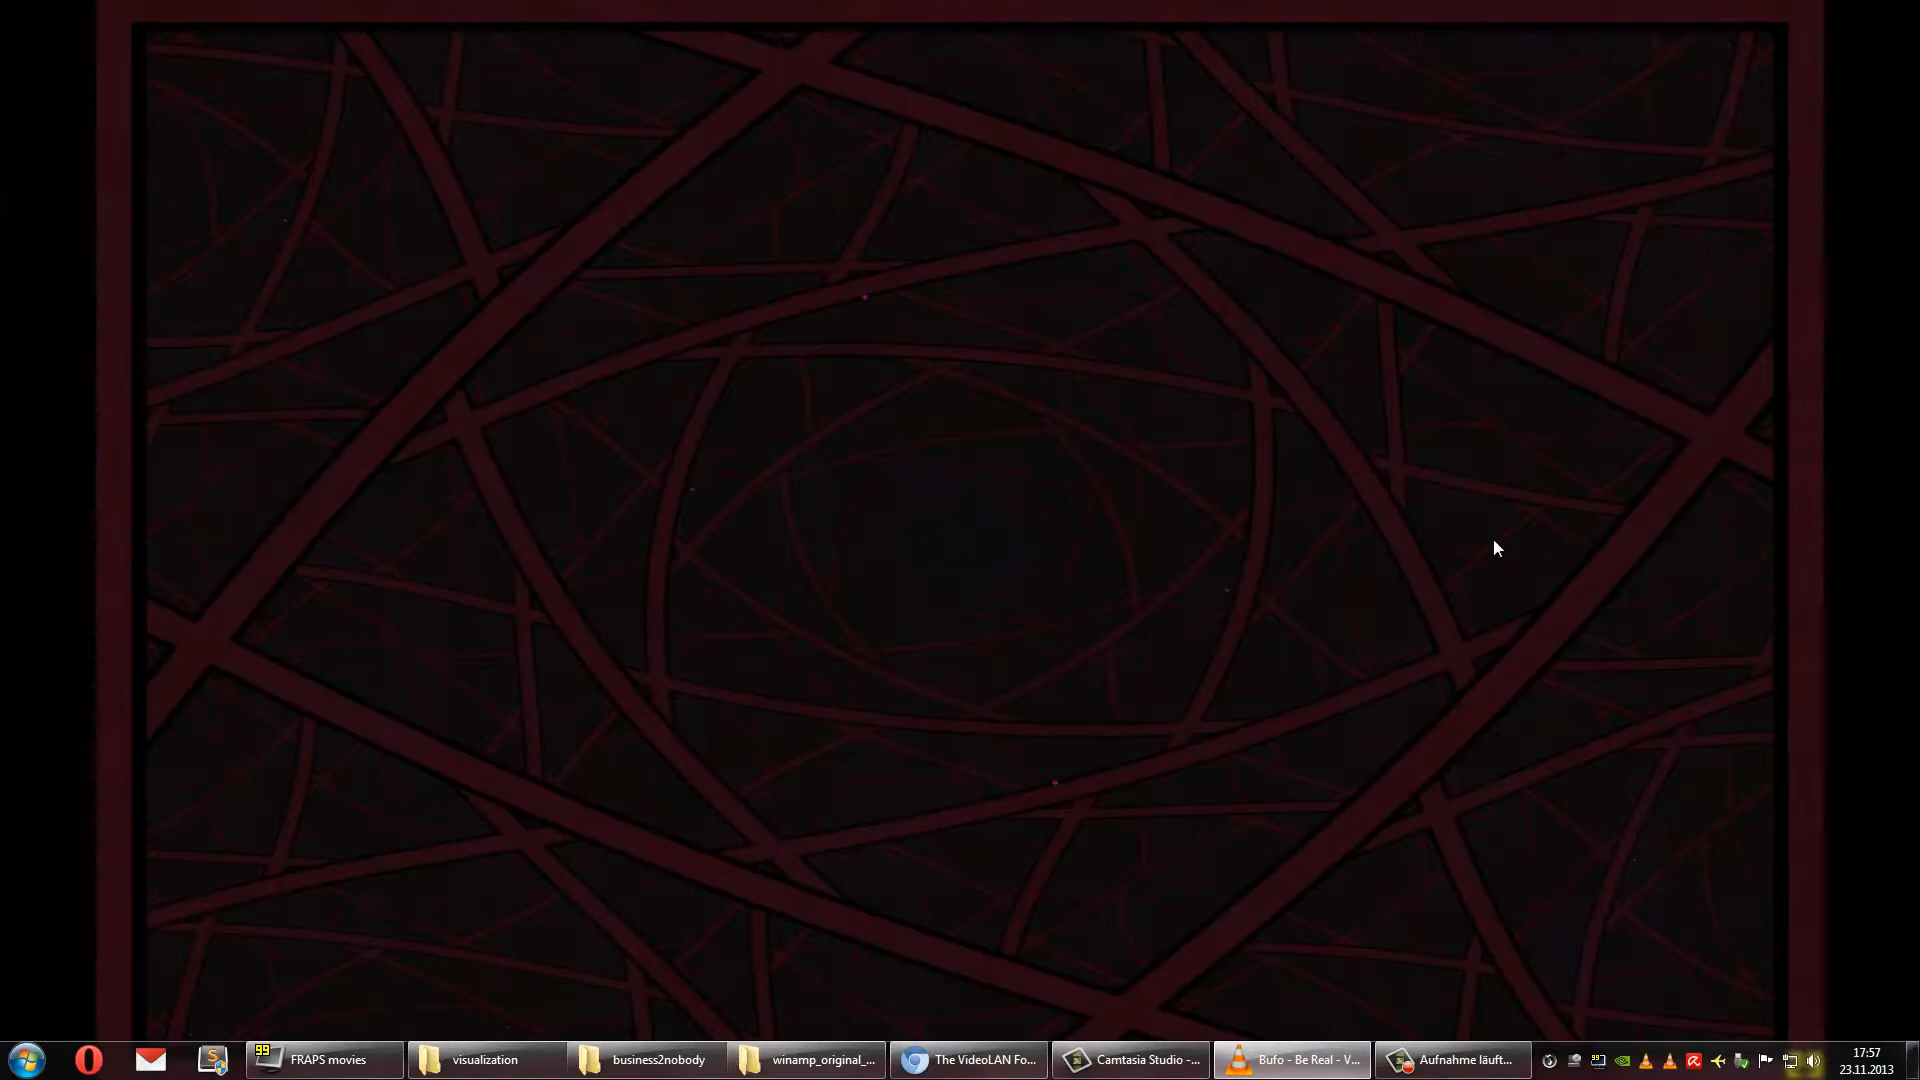 99
FRAPS movies
visualization
business2nobody
winamp_original_...
The VideoLAN Fo...
Camtasia Studio -...
Bufo - Be Real - V...
Aufnahme läuft...
17:57
23.11.2013